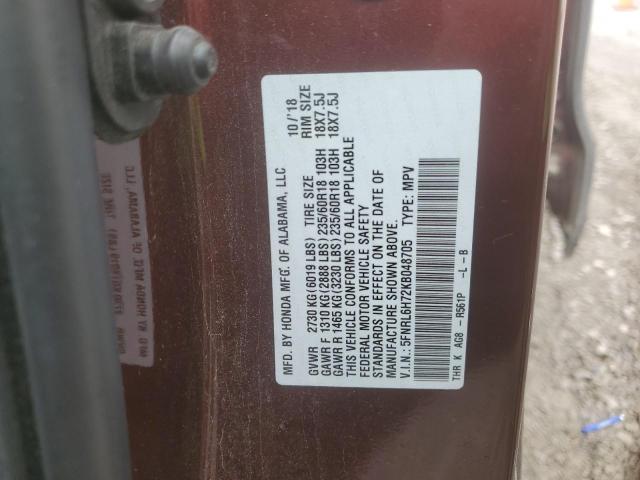 MFD. BY HONDA MFG. OF ALABAMA, LLC 10/'18
GVWR 2730 KG(6019 LBS) TIRE SIZE RIM SIZE
GAWR F 1310 KG(2888 LBS) 235/60R18 103H 18X7.5J
GAWR R 1465 KG(3230 LBS) 235/60R18 103H 18X7.5J
THIS VEHICLE CONFORMS TO ALL APPLICABLE
FEDERAL MOTOR VEHICLE SAFETY
STANDARDS IN EFFECT ON THE DATE OF
MANUFACTURE SHOWN ABOVE.
V.I.N.: 5FNRL6H72KB048705 TYPE: MPV
THR K AG8 - R561P -L-B